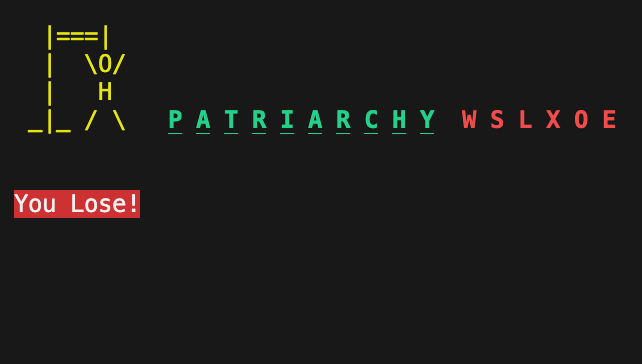 |===|
|  \O/
|   H
_|_ / \  P A T R I A R C H Y W S L X O E
You Lose!